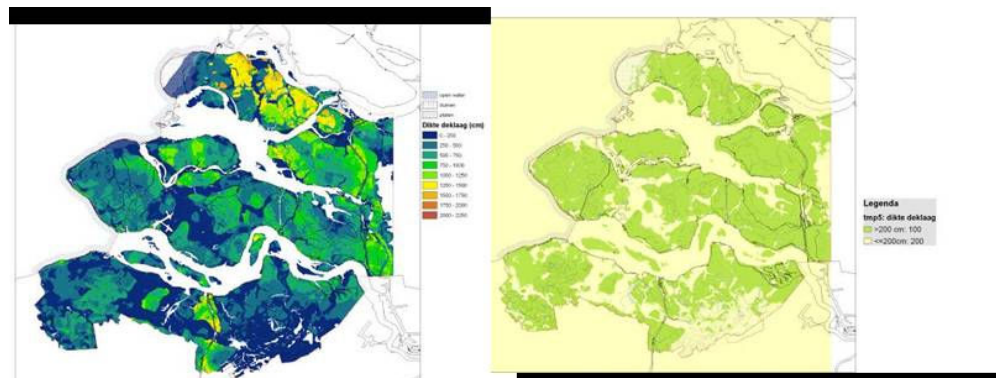 open water
duinen
platen
Dikte deklaag (cm)
0 - 250
250 - 500
500 - 750
750 - 1000
1000 - 1250
1250 - 1500
1500 - 1750
1750 - 2000
2000 - 2250
Legenda
tmp5: dikte deklaag
>200 cm: 100
<=200cm: 200